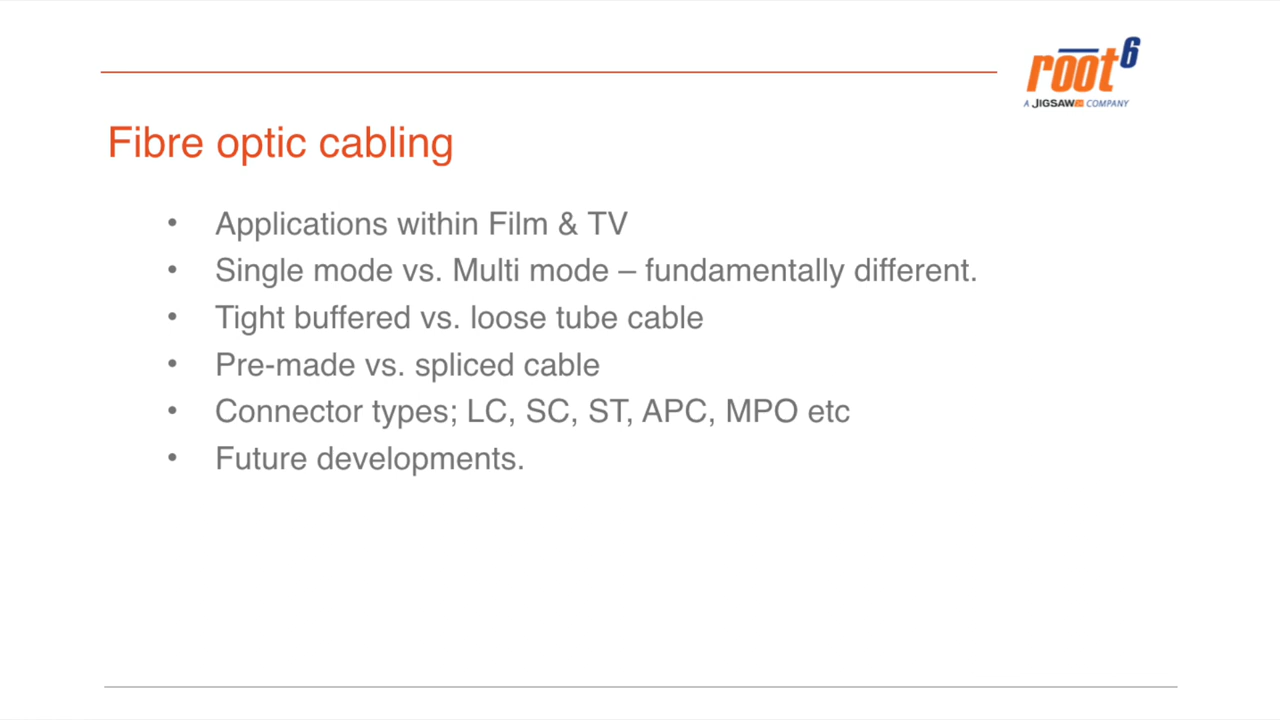 root6
A JIGSAW24 COMPANY
Fibre optic cabling
• Applications within Film & TV
• Single mode vs. Multi mode – fundamentally different.
• Tight buffered vs. loose tube cable
• Pre-made vs. spliced cable
• Connector types; LC, SC, ST, APC, MPO etc
• Future developments.